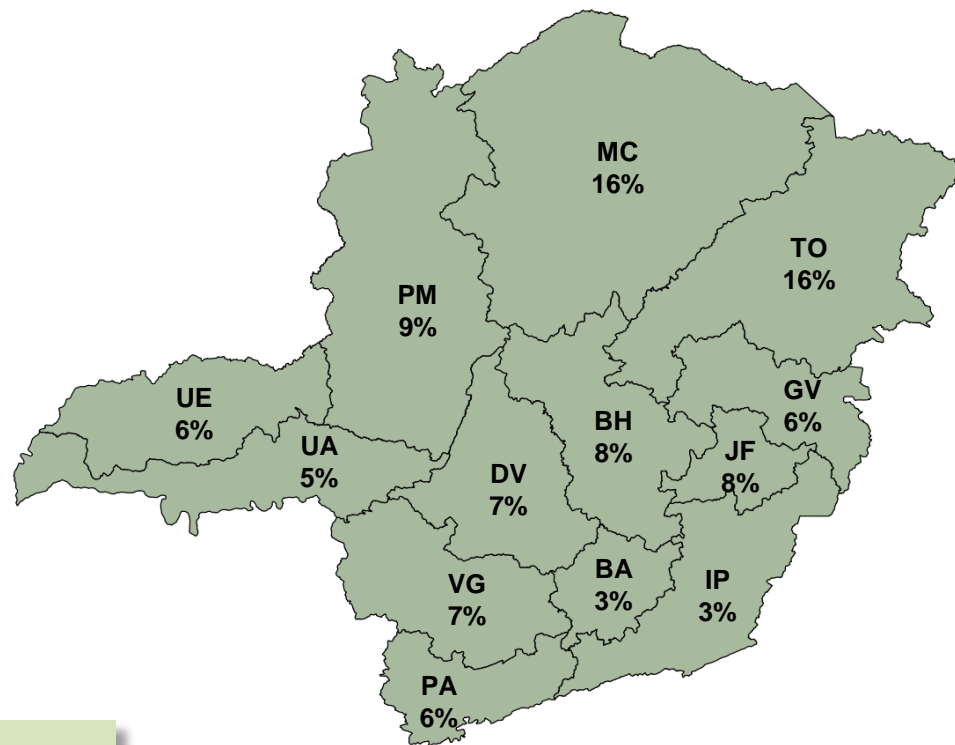 MC
16%
TO
16%
PM
9%
GV
6%
UE
6%
BH
8%
UA
5%
JF
8%
DV
7%
BA
3%
IP
3%
VG
7%
PA
6%